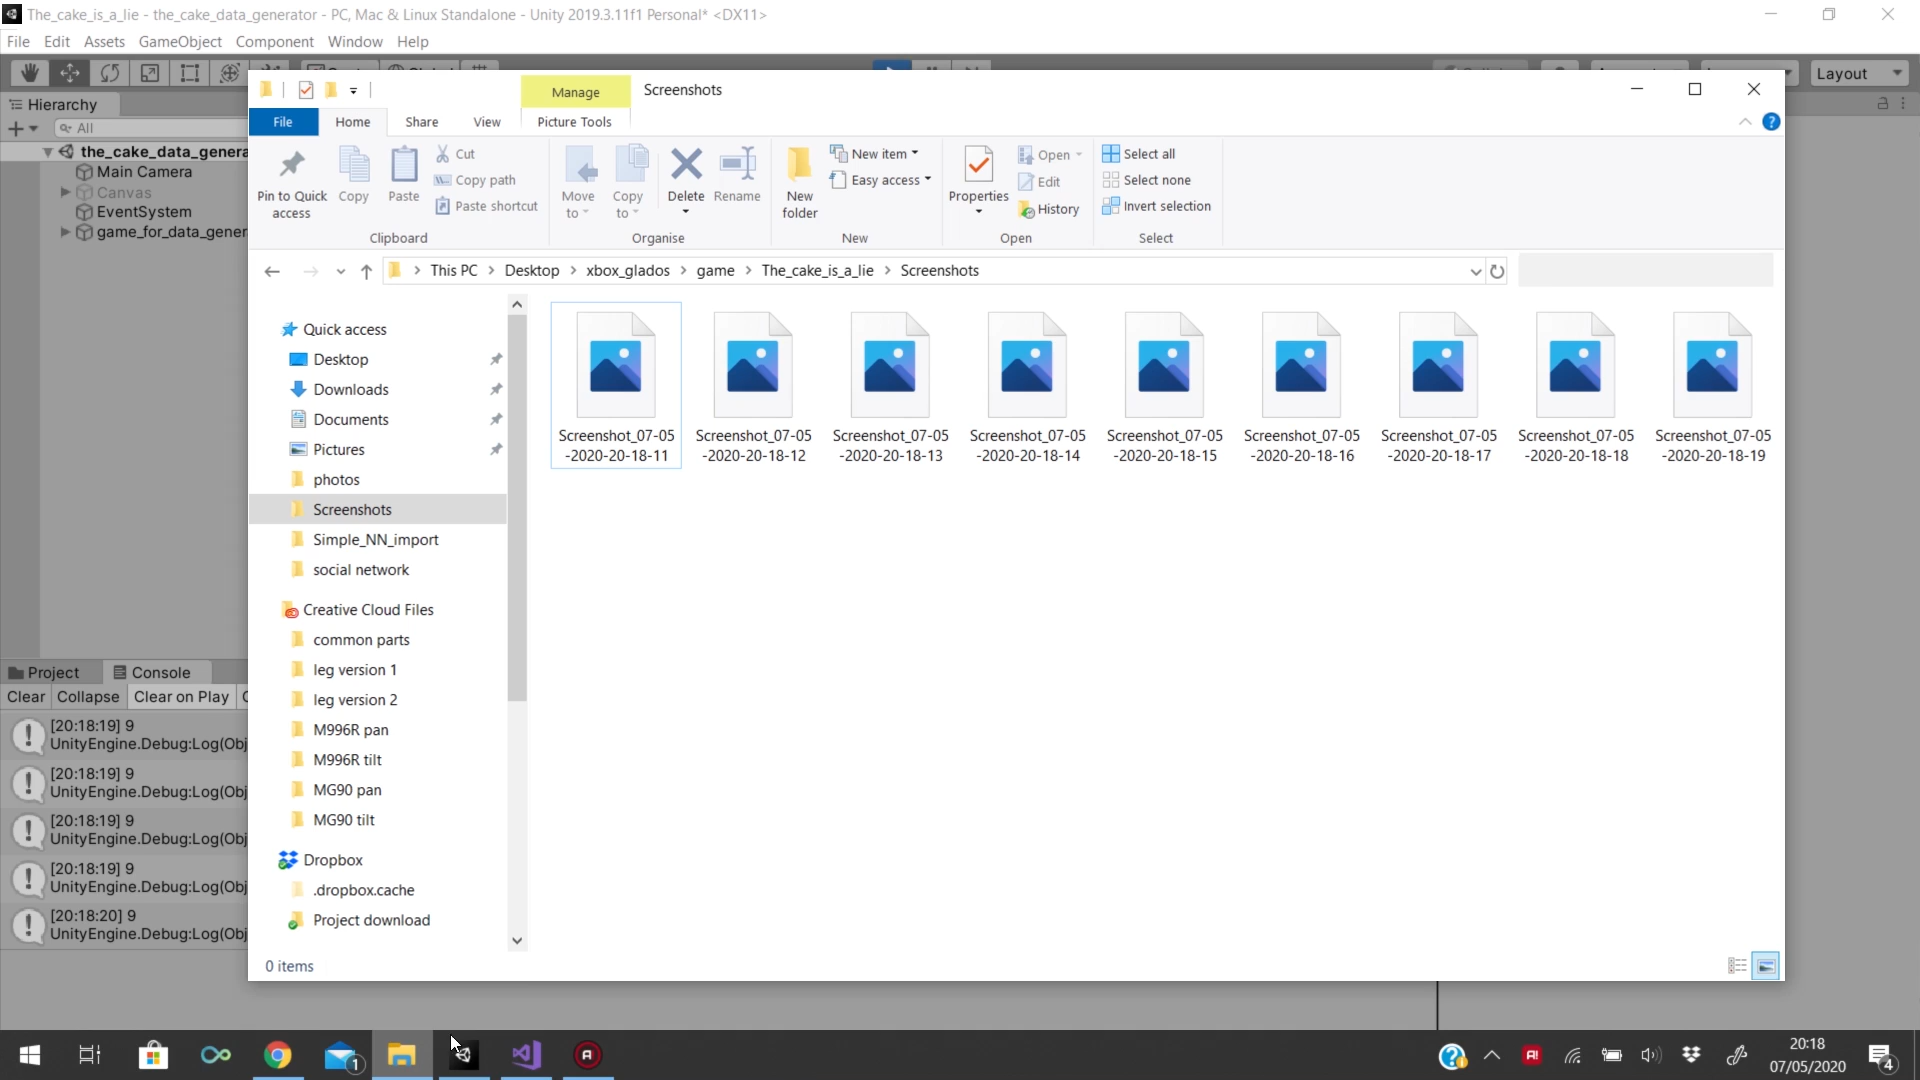 The_cake_is_a_lie - the_cake_data_generator - PC, Mac & Linux Standalone - Unity 2019.3.11f1 Personal* <DX11>
File Edit Assets GameObject Component Window Help
Layout
Manage Screenshots
Hierarchy
File Home Share View Picture Tools
All
the_cake_data_genera
Main Camera
Canvas
EventSystem
game_for_data_gener
Pin to Quick access
Copy
Paste
Cut
Copy path
Paste shortcut
Move to
Copy to
Delete
Rename
New folder
New item
Easy access
Properties
Open
Edit
History
Select all
Select none
Invert selection
Clipboard Organise New Open Select
This PC > Desktop > xbox_glados > game > The_cake_is_a_lie > Screenshots
Quick access
Desktop
Downloads
Documents
Pictures
photos
Screenshots
Simple_NN_import
social network
Creative Cloud Files
common parts
leg version 1
leg version 2
M996R pan
M996R tilt
MG90 pan
MG90 tilt
Dropbox
.dropbox.cache
Project download
Screenshot_07-05
-2020-20-18-11
Screenshot_07-05
-2020-20-18-12
Screenshot_07-05
-2020-20-18-13
Screenshot_07-05
-2020-20-18-14
Screenshot_07-05
-2020-20-18-15
Screenshot_07-05
-2020-20-18-16
Screenshot_07-05
-2020-20-18-17
Screenshot_07-05
-2020-20-18-18
Screenshot_07-05
-2020-20-18-19
0 items
Project Console
Clear Collapse Clear on Play
[20:18:19] 9
UnityEngine.Debug:Log(Obj
[20:18:19] 9
UnityEngine.Debug:Log(Obj
[20:18:19] 9
UnityEngine.Debug:Log(Obj
[20:18:19] 9
UnityEngine.Debug:Log(Obj
[20:18:20] 9
UnityEngine.Debug:Log(Obj
1
20:18
07/05/2020
4